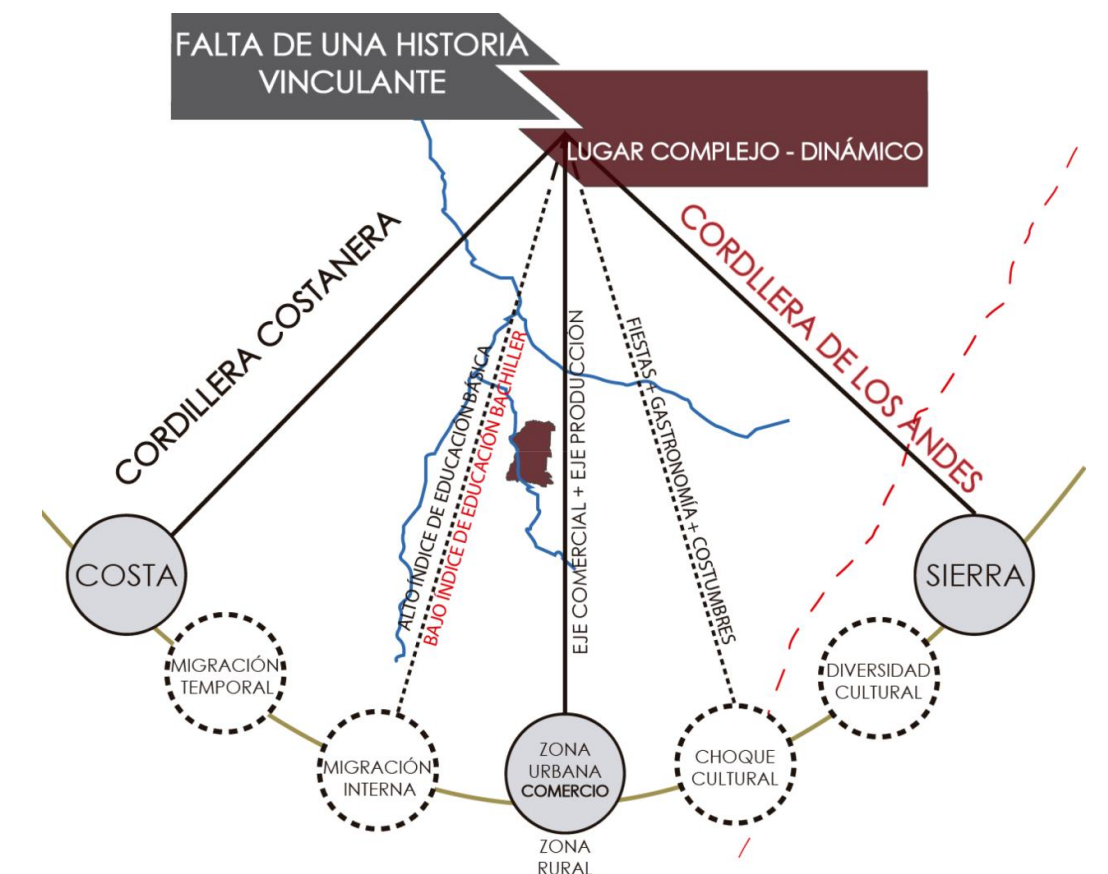 FALTA DE UNA HISTORIA
VINCULANTE
LUGAR COMPLEJO - DINÁMICO
CORDILLERA COSTANERA
CORDLLERA DE LOS ANDES
ALTO ÍNDICE DE EDUCACIÓN BÁSICA
BAJO ÍNDICE DE EDUCACIÓN BACHILLER
EJE COMERCIAL + EJE PRODUCCIÓN
FIESTAS + GASTRONOMÍA + COSTUMBRES
COSTA
SIERRA
MIGRACIÓN
TEMPORAL
DIVERSIDAD
CULTURAL
MIGRACIÓN
INTERNA
ZONA
URBANA
COMERCIO
CHOQUE
CULTURAL
ZONA
RURAL